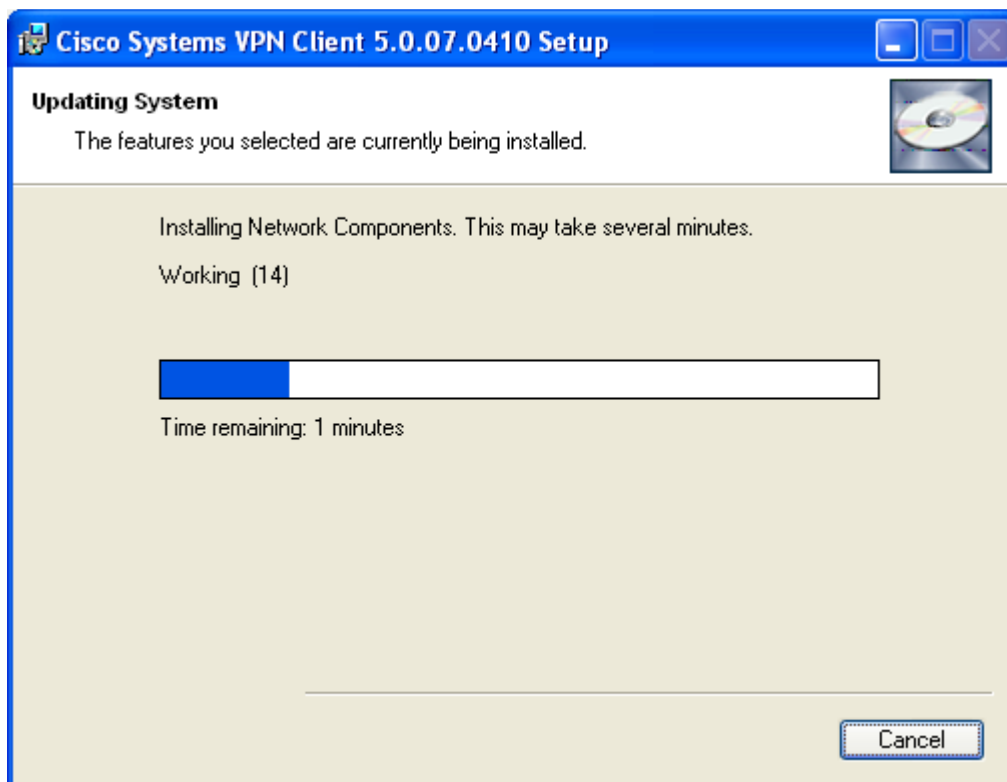 Cisco Systems VPN Client 5.0.07.0410 Setup
Updating System
The features you selected are currently being installed.
Installing Network Components. This may take several minutes.
Working (14)
Time remaining: 1 minutes
Cancel